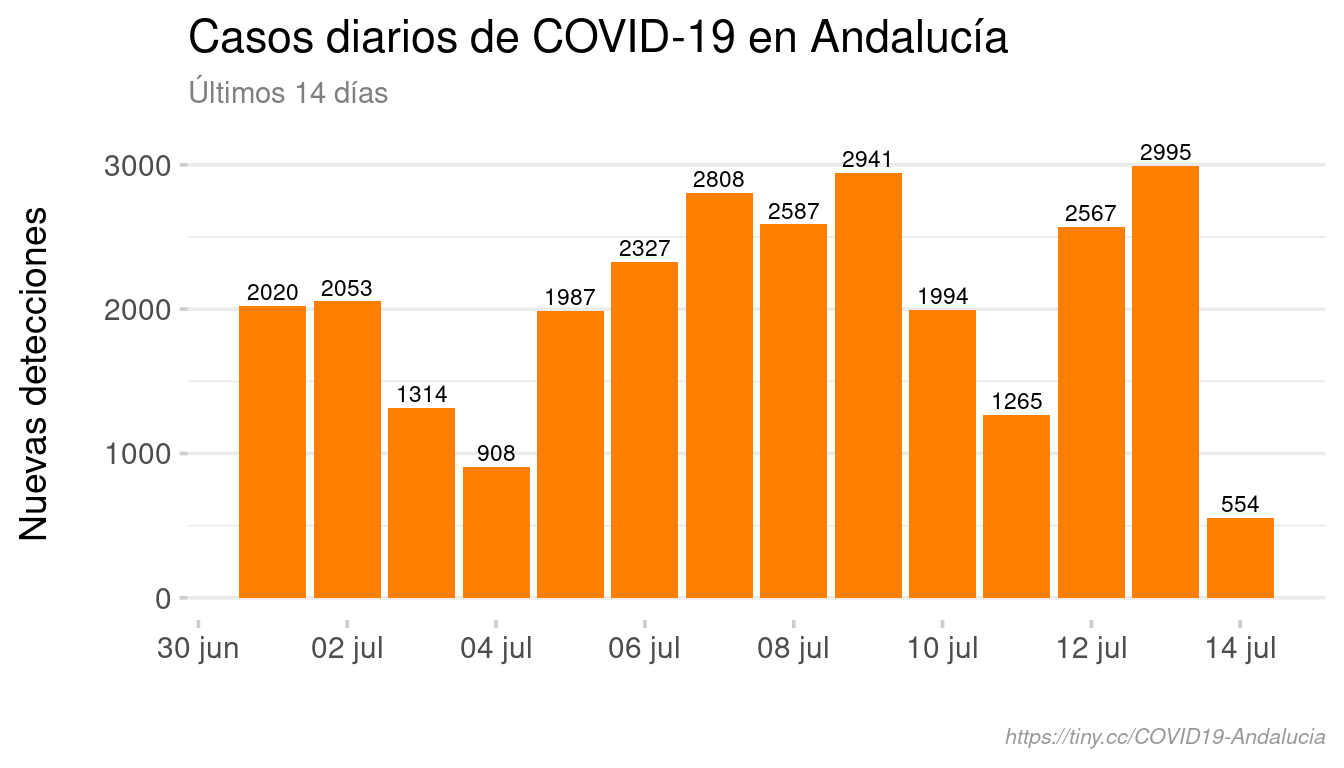 Casos diarios de COVID-19 en Andalucía
Últimos 14 días
Nuevas detecciones
3000
2000
1000
0
2020
2053
1314
908
1987
2327
2808
2587
2941
1994
1265
2567
2995
554
30 jun
02 jul
04 jul
06 jul
08 jul
10 jul
12 jul
14 jul
https://tiny.cc/COVID19-Andalucia